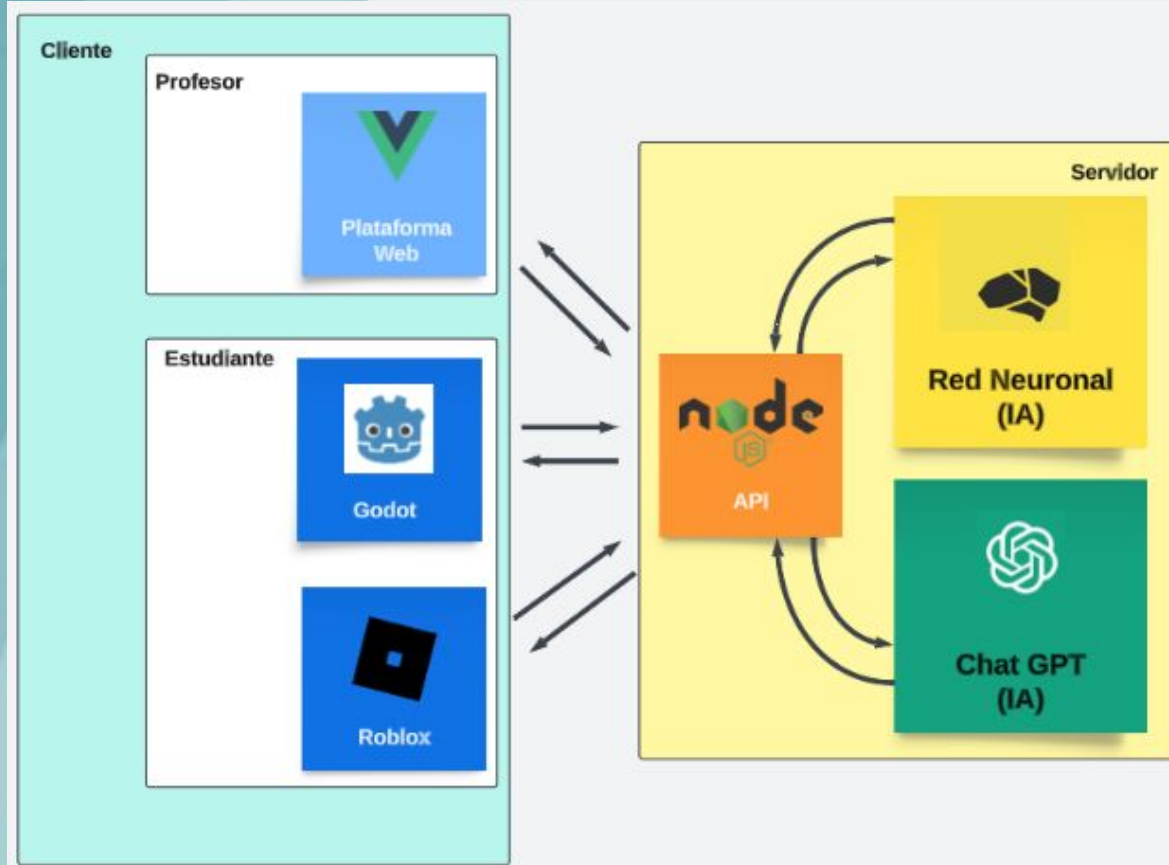 Cliente
Profesor
Plataforma
Web
Estudiante
Godot
Roblox
Servidor
node
JS
API
Red Neuronal
(IA)
Chat GPT
(IA)